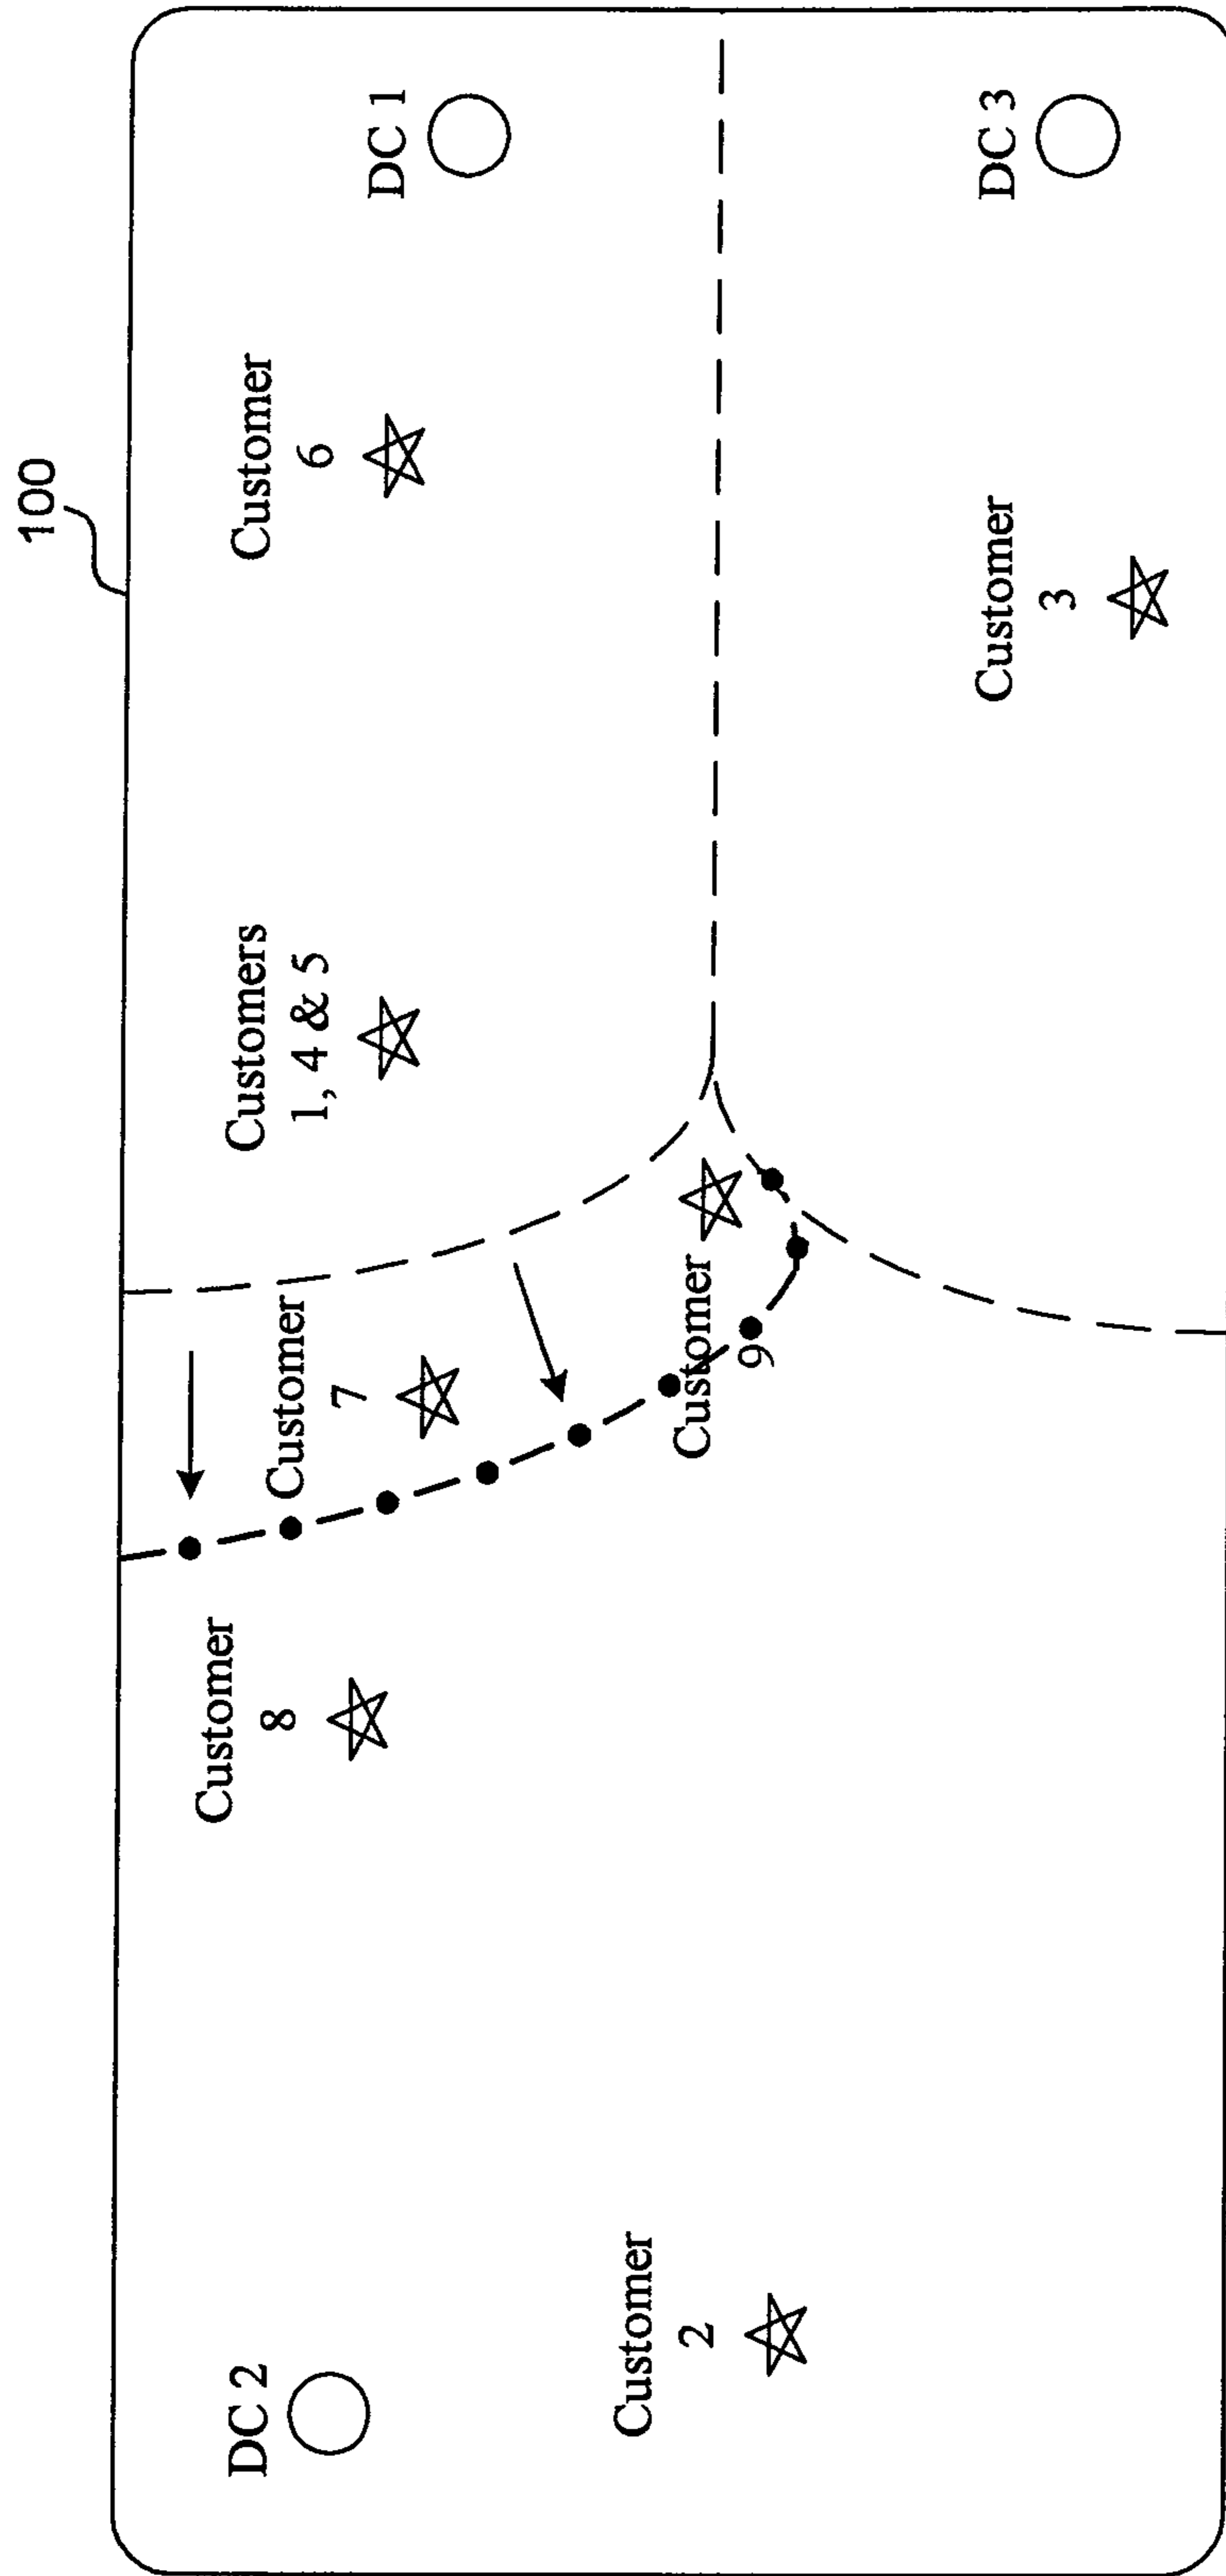 100
Customer
6
DC 1
Customers
1, 4 & 5
Customer
7
Customer
8
DC 2
Customer
9
Customer
2
Customer
3
DC 3